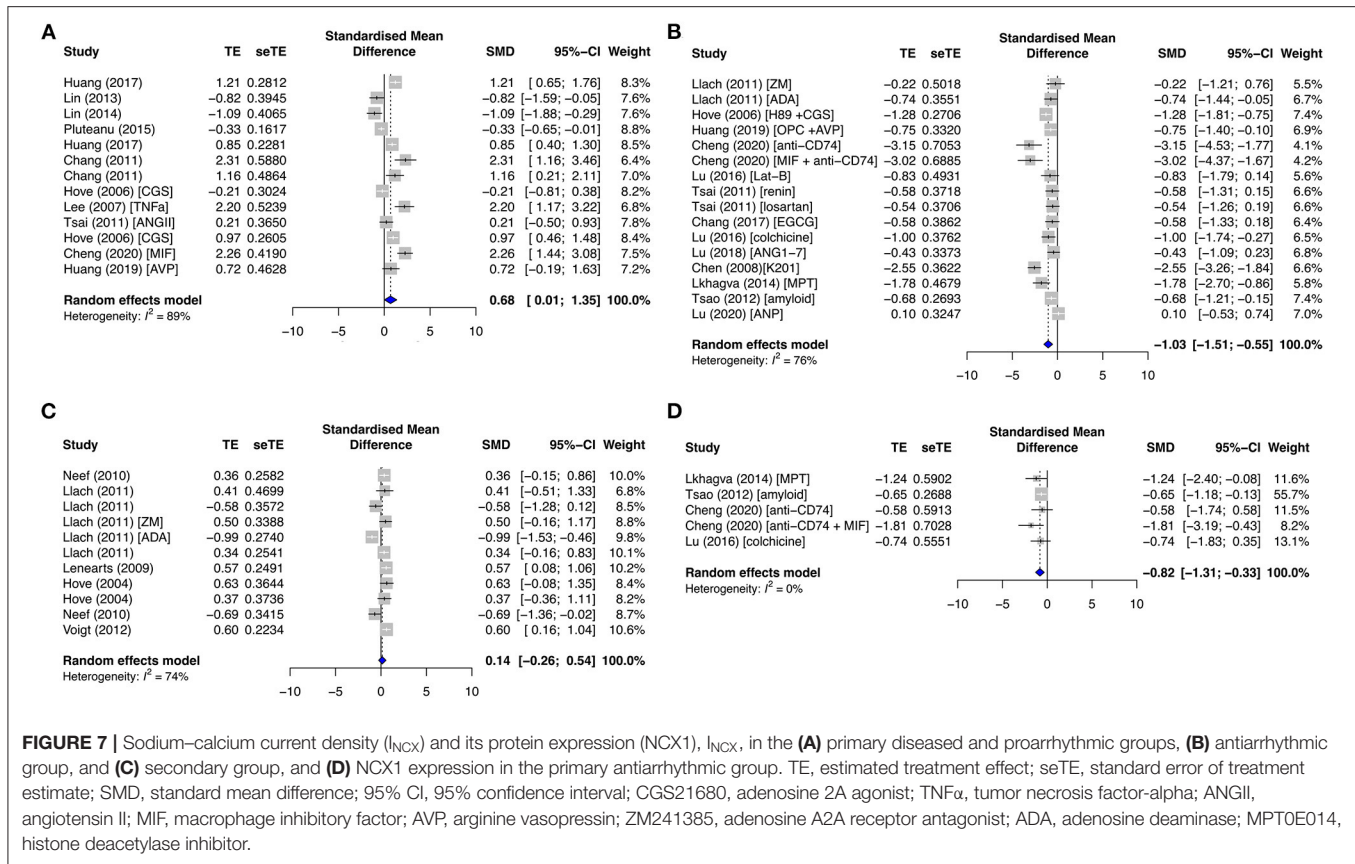 A
Standardised Mean
Study TE seTE Difference SMD 95%−CI Weight
Huang (2017) 1.21 0.2812 1.21 [ 0.65; 1.76] 8.3%
Lin (2013) −0.82 0.3945 −0.82 [−1.59; −0.05] 7.6%
Lin (2014) −1.09 0.4065 −1.09 [−1.88; −0.29] 7.6%
Pluteanu (2015) −0.33 0.1617 −0.33 [−0.65; −0.01] 8.8%
Huang (2017) 0.85 0.2281 0.85 [ 0.40; 1.30] 8.5%
Chang (2011) 2.31 0.5880 2.31 [ 1.16; 3.46] 6.4%
Chang (2011) 1.16 0.4864 1.16 [ 0.21; 2.11] 7.0%
Hove (2006) [CGS] −0.21 0.3024 −0.21 [−0.81; 0.38] 8.2%
Lee (2007) [TNFa] 2.20 0.5239 2.20 [ 1.17; 3.22] 6.8%
Tsai (2011) [ANGII] 0.21 0.3650 0.21 [−0.50; 0.93] 7.8%
Hove (2006) [CGS] 0.97 0.2605 0.97 [ 0.46; 1.48] 8.4%
Cheng (2020) [MIF] 2.26 0.4190 2.26 [ 1.44; 3.08] 7.5%
Huang (2019) [AVP] 0.72 0.4628 0.72 [−0.19; 1.63] 7.2%
Random effects model 0.68 [ 0.01; 1.35] 100.0%
Heterogeneity: I² = 89%
−10 −5 0 5 10
B
Standardised Mean
Study TE seTE Difference SMD 95%−CI Weight
Llach (2011) [ZM] −0.22 0.5018 −0.22 [−1.21; 0.76] 5.5%
Llach (2011) [ADA] −0.74 0.3551 −0.74 [−1.44; −0.05] 6.7%
Hove (2006) [H89 +CGS] −1.28 0.2706 −1.28 [−1.81; −0.75] 7.4%
Huang (2019) [OPC +AVP] −0.75 0.3320 −0.75 [−1.40; −0.10] 6.9%
Cheng (2020) [anti-CD74] −3.15 0.7053 −3.15 [−4.53; −1.77] 4.1%
Cheng (2020) [MIF + anti-CD74] −3.02 0.6885 −3.02 [−4.37; −1.67] 4.2%
Lu (2016) [Lat-B] −0.83 0.4931 −0.83 [−1.79; 0.14] 5.6%
Tsai (2011) [renin] −0.58 0.3718 −0.58 [−1.31; 0.15] 6.6%
Tsai (2011) [losartan] −0.54 0.3706 −0.54 [−1.26; 0.19] 6.6%
Chang (2017) [EGCG] −0.58 0.3862 −0.58 [−1.33; 0.18] 6.4%
Lu (2016) [colchicine] −1.00 0.3762 −1.00 [−1.74; −0.27] 6.5%
Lu (2018) [ANG1-7] −0.43 0.3373 −0.43 [−1.09; 0.23] 6.8%
Chen (2008)[K201] −2.55 0.3622 −2.55 [−3.26; −1.84] 6.6%
Lkhagva (2014) [MPT] −1.78 0.4679 −1.78 [−2.70; −0.86] 5.8%
Tsao (2012) [amyloid] −0.68 0.2693 −0.68 [−1.21; −0.15] 7.4%
Lu (2020) [ANP] 0.10 0.3247 0.10 [−0.53; 0.74] 7.0%
Random effects model −1.03 [−1.51; −0.55] 100.0%
Heterogeneity: I² = 76%
−10 −5 0 5 10
C
Standardised Mean
Study TE seTE Difference SMD 95%−CI Weight
Neef (2010) 0.36 0.2582 0.36 [−0.15; 0.86] 10.0%
Llach (2011) 0.41 0.4699 0.41 [−0.51; 1.33] 6.8%
Llach (2011) −0.58 0.3572 −0.58 [−1.28; 0.12] 8.5%
Llach (2011) [ZM] 0.50 0.3388 0.50 [−0.16; 1.17] 8.8%
Llach (2011) [ADA] −0.99 0.2740 −0.99 [−1.53; −0.46] 9.8%
Llach (2011) 0.34 0.2541 0.34 [−0.16; 0.83] 10.1%
Lenearts (2009) 0.57 0.2491 0.57 [ 0.08; 1.06] 10.2%
Hove (2004) 0.63 0.3644 0.63 [−0.08; 1.35] 8.4%
Hove (2004) 0.37 0.3736 0.37 [−0.36; 1.11] 8.2%
Neef (2010) −0.69 0.3415 −0.69 [−1.36; −0.02] 8.7%
Voigt (2012) 0.60 0.2234 0.60 [ 0.16; 1.04] 10.6%
Random effects model 0.14 [−0.26; 0.54] 100.0%
Heterogeneity: I² = 74%
−10 −5 0 5 10
D
Standardised Mean
Study TE seTE Difference SMD 95%−CI Weight
Lkhagva (2014) [MPT] −1.24 0.5902 −1.24 [−2.40; −0.08] 11.6%
Tsao (2012) [amyloid] −0.65 0.2688 −0.65 [−1.18; −0.13] 55.7%
Cheng (2020) [anti-CD74] −0.58 0.5913 −0.58 [−1.74; 0.58] 11.5%
Cheng (2020) [anti-CD74 + MIF] −1.81 0.7028 −1.81 [−3.19; −0.43] 8.2%
Lu (2016) [colchicine] −0.74 0.5551 −0.74 [−1.83; 0.35] 13.1%
Random effects model −0.82 [−1.31; −0.33] 100.0%
Heterogeneity: I² = 0%
−10 −5 0 5 10
FIGURE 7 | Sodium–calcium current density (INCX) and its protein expression (NCX1), INCX, in the (A) primary diseased and proarrhythmic groups, (B) antiarrhythmic
group, and (C) secondary group, and (D) NCX1 expression in the primary antiarrhythmic group. TE, estimated treatment effect; seTE, standard error of treatment
estimate; SMD, standard mean difference; 95% CI, 95% confidence interval; CGS21680, adenosine 2A agonist; TNFα, tumor necrosis factor-alpha; ANGII,
angiotensin II; MIF, macrophage inhibitory factor; AVP, arginine vasopressin; ZM241385, adenosine A2A receptor antagonist; ADA, adenosine deaminase; MPT0E014,
histone deacetylase inhibitor.